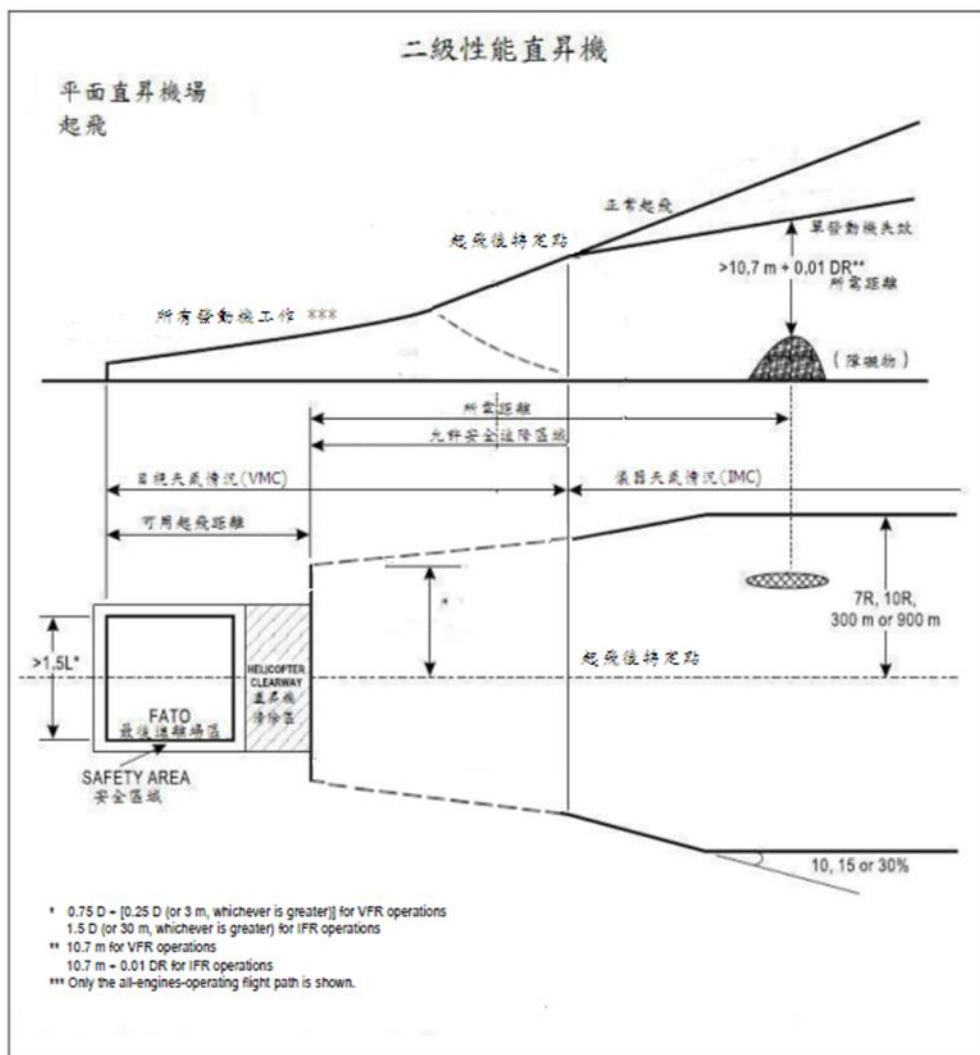 二級性能直昇機
平面直昇機場
起飛
正常起飛
起飛後特定點
單發動機失效
>10,7 m + 0,01 DR**
所需距離
所有發動機工作 ***
(障礙物)
所需距離
允許安全迫降區域
目視天氣情況(VMC)
儀器天氣情況(IMC)
可用起飛距離
*
7R, 10R,
300 m or 900 m
>1,5L*
起飛後特定點
HELICOPTER
CLEARWAY
直昇機
清除區
FATO
最後進離場區
SAFETY AREA
安全區域
10, 15 or 30%
* 0.75 D + [0.25 D (or 3 m, whichever is greater)] for VFR operations
1.5 D (or 30 m, whichever is greater) for IFR operations
** 10.7 m for VFR operations
10.7 m + 0.01 DR for IFR operations
*** Only the all-engines-operating flight path is shown.